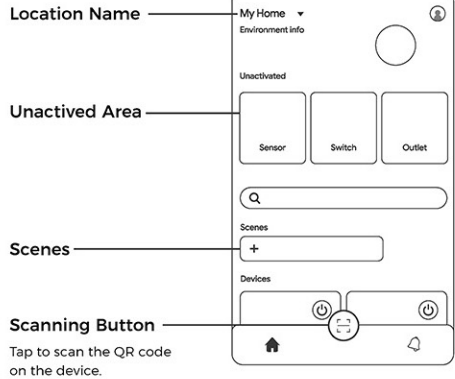 Location Name
My Home
Environment info
Unactivated
Unactived Area
Sensor
Switch
Outlet
Scenes
Scenes
+
Devices
Scanning Button
Tap to scan the QR code
on the device.